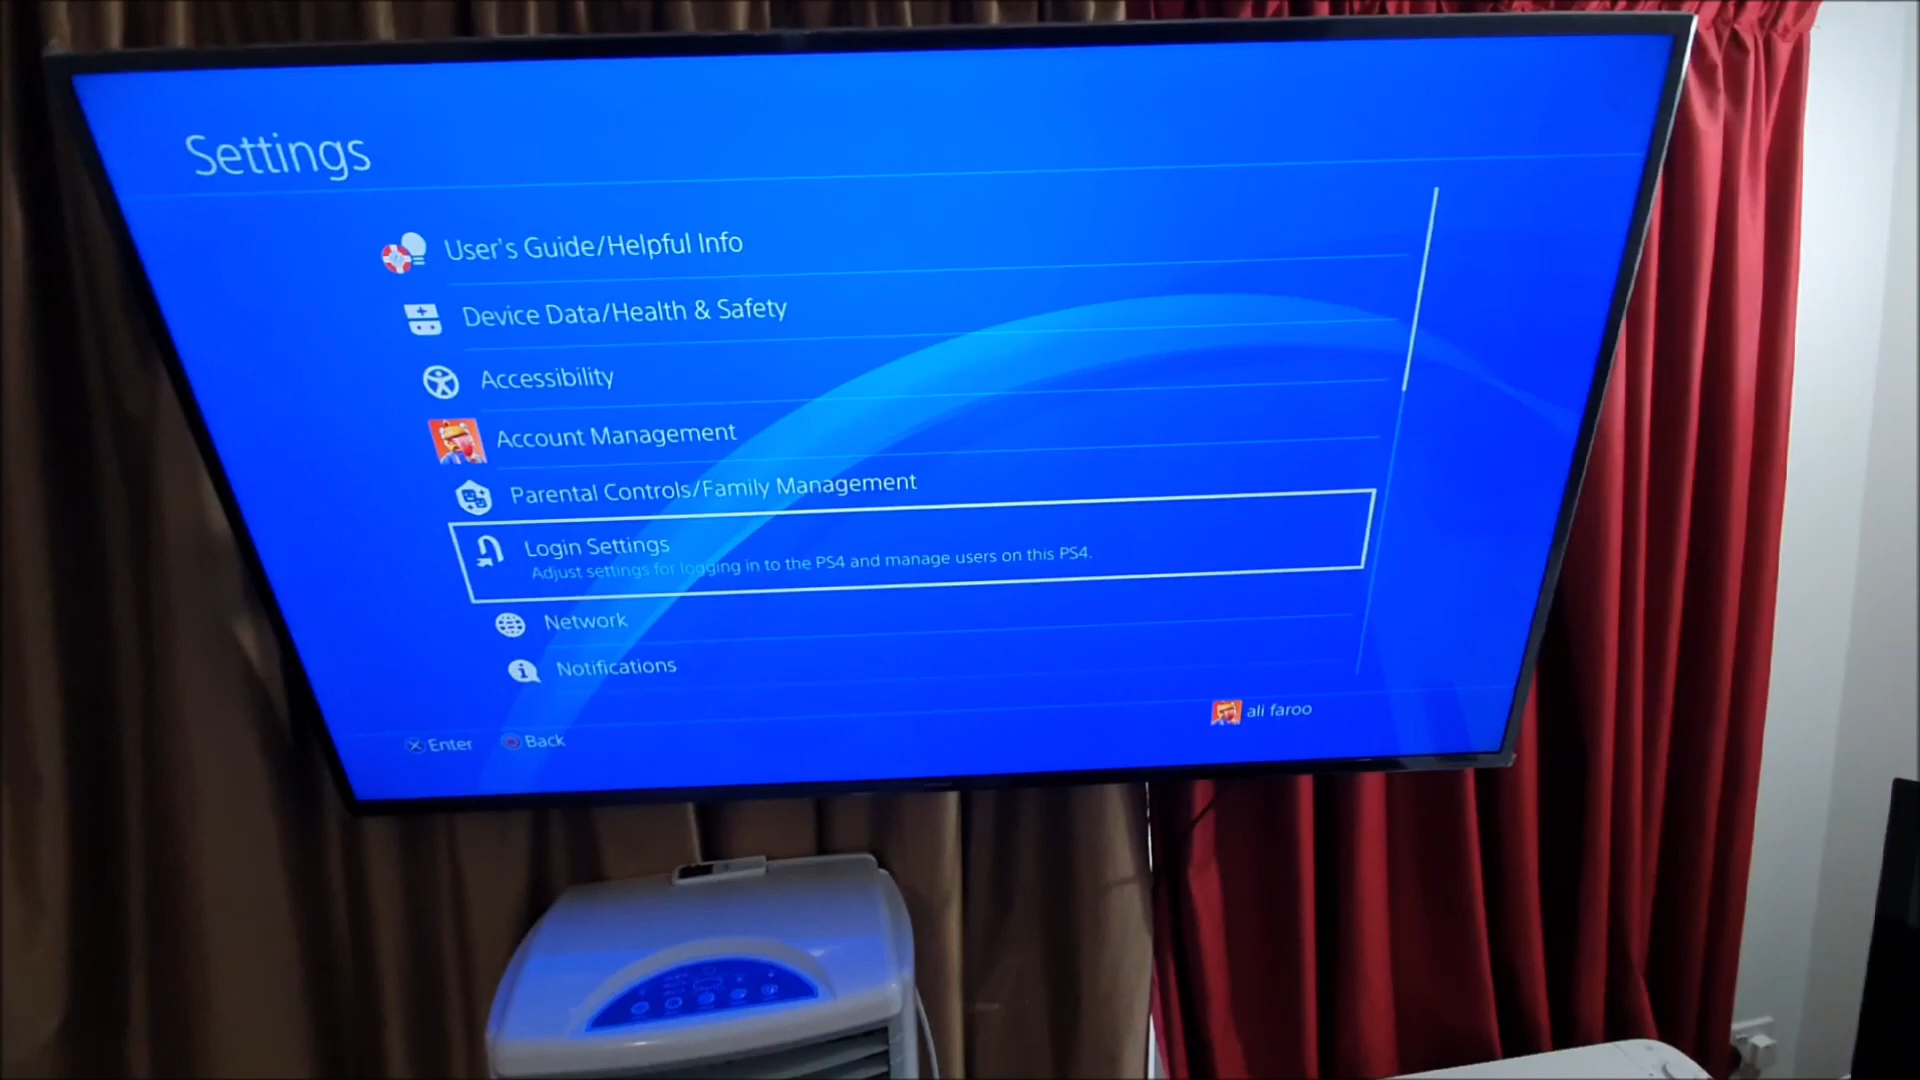 Settings
User's Guide/Helpful Info
Device Data/Health & Safety
Accessibility
Account Management
Parental Controls/Family Management
Login Settings
Adjust settings for logging in to the PS4 and manage users on this PS4.
Network
Notifications
ali faroo
Enter
Back